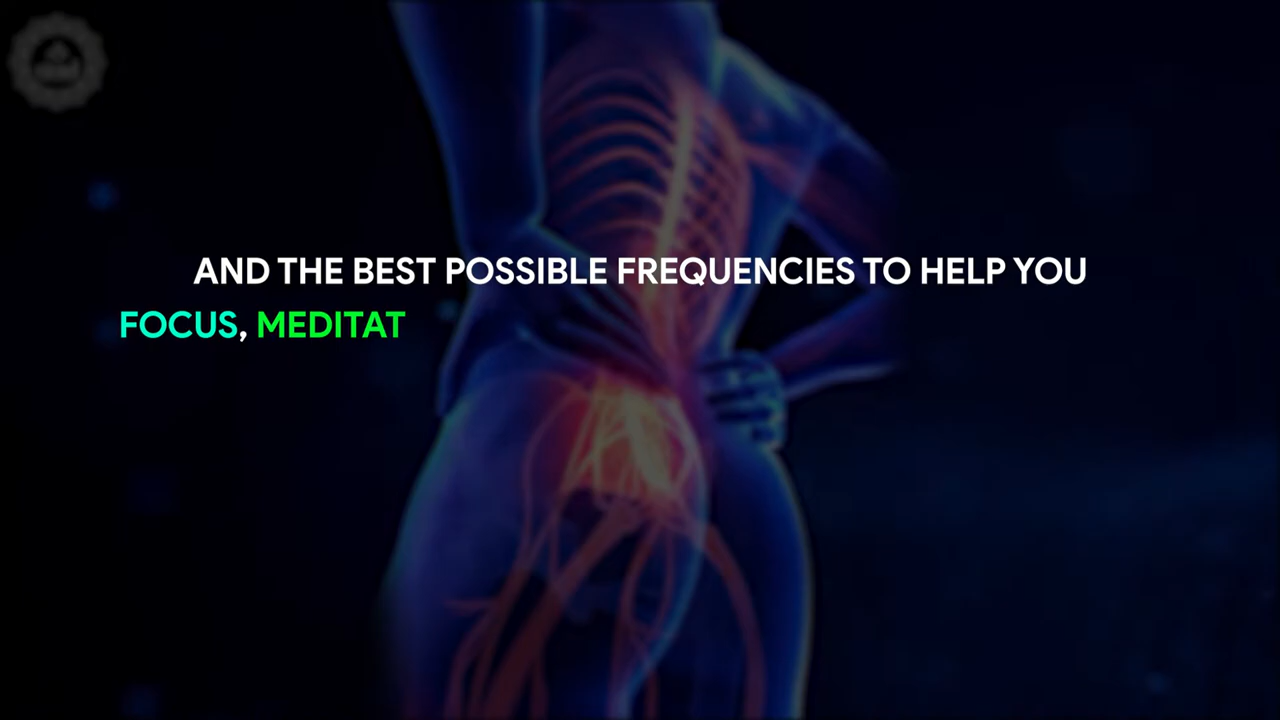 AND THE BEST POSSIBLE FREQUENCIES TO HELP YOU
FOCUS, MEDITAT